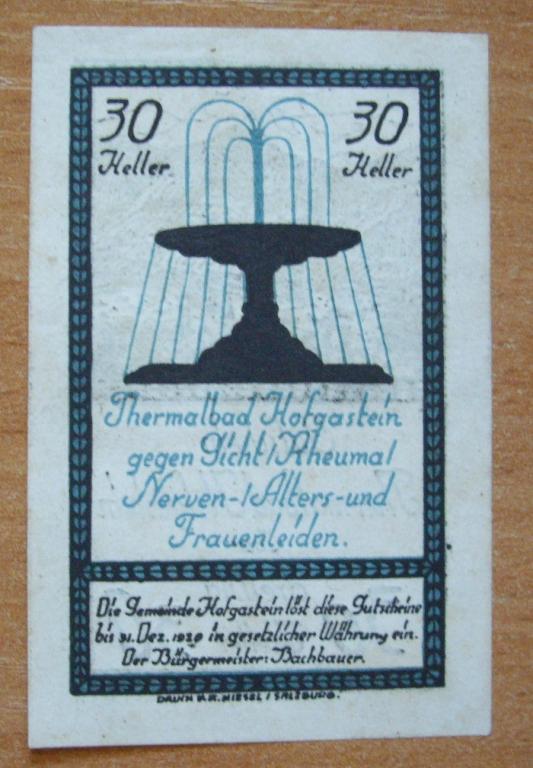 30 30
Heller Heller
Thermalbad Hofgastein
gegen Gicht/Rheuma/
Nerven-/Alters-und
Frauenleiden.
Die Gemeinde Hofgastein löst diese Gutscheine
bis 31. Dez. 1920 in gesetzlicher Währung ein.
Der Bürgermeister: Bachbauer.
DRUCK R.K. KIESEL / SALZBURG.